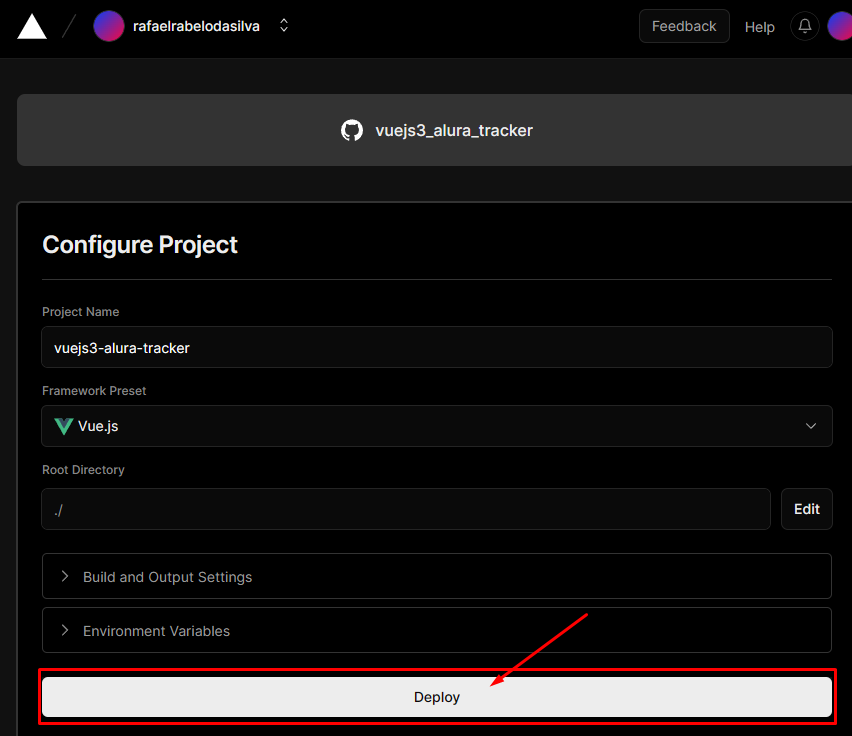 rafaelrabelodasilva
Feedback
Help
vuejs3_alura_tracker
Configure Project
Project Name
vuejs3-alura-tracker
Framework Preset
Vue.js
Root Directory
./
Edit
Build and Output Settings
Environment Variables
Deploy